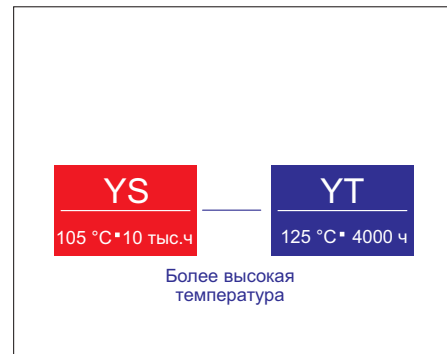 YS
105 °C▪10 тыс.ч
YT
125 °C▪ 4000 ч
Более высокая
температура